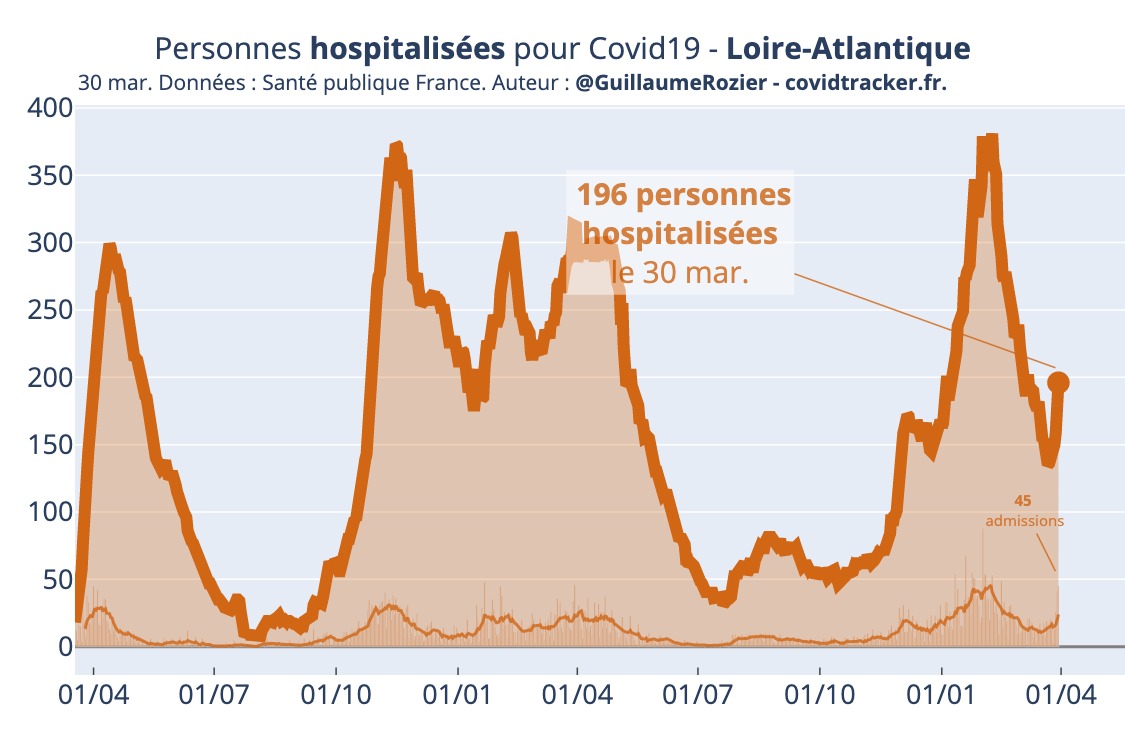 Personnes hospitalisées pour Covid19 - Loire-Atlantique
30 mar. Données : Santé publique France. Auteur : @GuillaumeRozier - covidtracker.fr.
400
350
300
250
200
150
100
50
0
196 personnes
hospitalisées
le 30 mar.
45
admissions
01/04 01/07 01/10 01/01 01/04 01/07 01/10 01/01 01/04